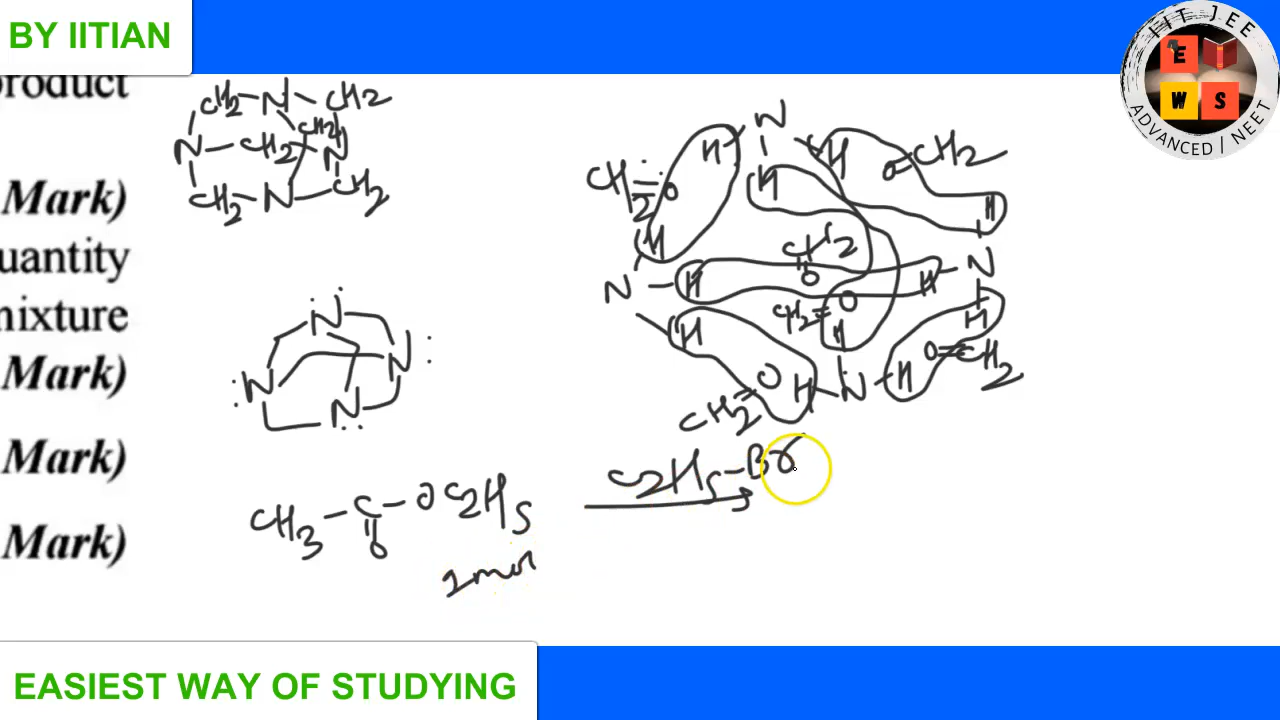 BY IITIAN
IIT JEE
E
W S
ADVANCED | NEET
roduct
Mark)
uantity
nixture
Mark)
Mark)
Mark)
CH2-N-CH2
CH2
N-CH2-N
CH2-N-CH2
N
N N
N
N
CH2=O H H O=CH2
H H
H CH2
O
N-H H-N
CH2=O
H H H
CH2=O H-N-H O=CH2
CH3-C-OC2H5
O
C2H5-Br
1mol
EASIEST WAY OF STUDYING